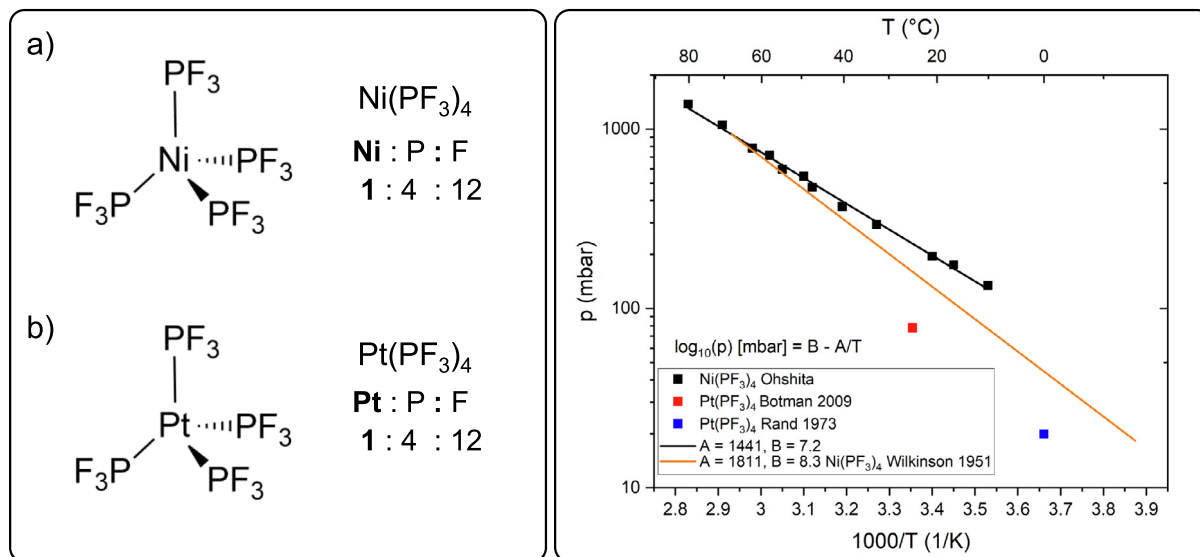 a)
PF₃
Ni
PF₃
F₃P
PF₃
Ni(PF₃)₄
Ni : P : F
1 : 4 : 12
b)
PF₃
Pt
PF₃
F₃P
PF₃
Pt(PF₃)₄
Pt : P : F
1 : 4 : 12
T (°C)
80 60 40 20 0
p (mbar)
1000
100
10
log₁₀(p) [mbar] = B - A/T
Ni(PF₃)₄ Ohshita
Pt(PF₃)₄ Botman 2009
Pt(PF₃)₄ Rand 1973
A = 1441, B = 7.2
A = 1811, B = 8.3 Ni(PF₃)₄ Wilkinson 1951
2.8 2.9 3 3.1 3.2 3.3 3.4 3.5 3.6 3.7 3.8 3.9
1000/T (1/K)